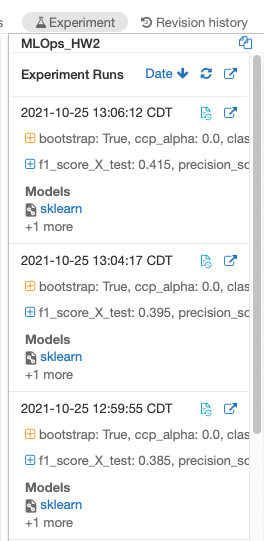 Experiment Revision history
MLOps_HW2
Experiment Runs Date
2021-10-25 13:06:12 CDT
bootstrap: True, ccp_alpha: 0.0, clas
f1_score_X_test: 0.415, precision_sc
Models
sklearn
+1 more
2021-10-25 13:04:17 CDT
bootstrap: True, ccp_alpha: 0.0, clas
f1_score_X_test: 0.395, precision_sc
Models
sklearn
+1 more
2021-10-25 12:59:55 CDT
bootstrap: True, ccp_alpha: 0.0, clas
f1_score_X_test: 0.385, precision_sc
Models
sklearn
+1 more